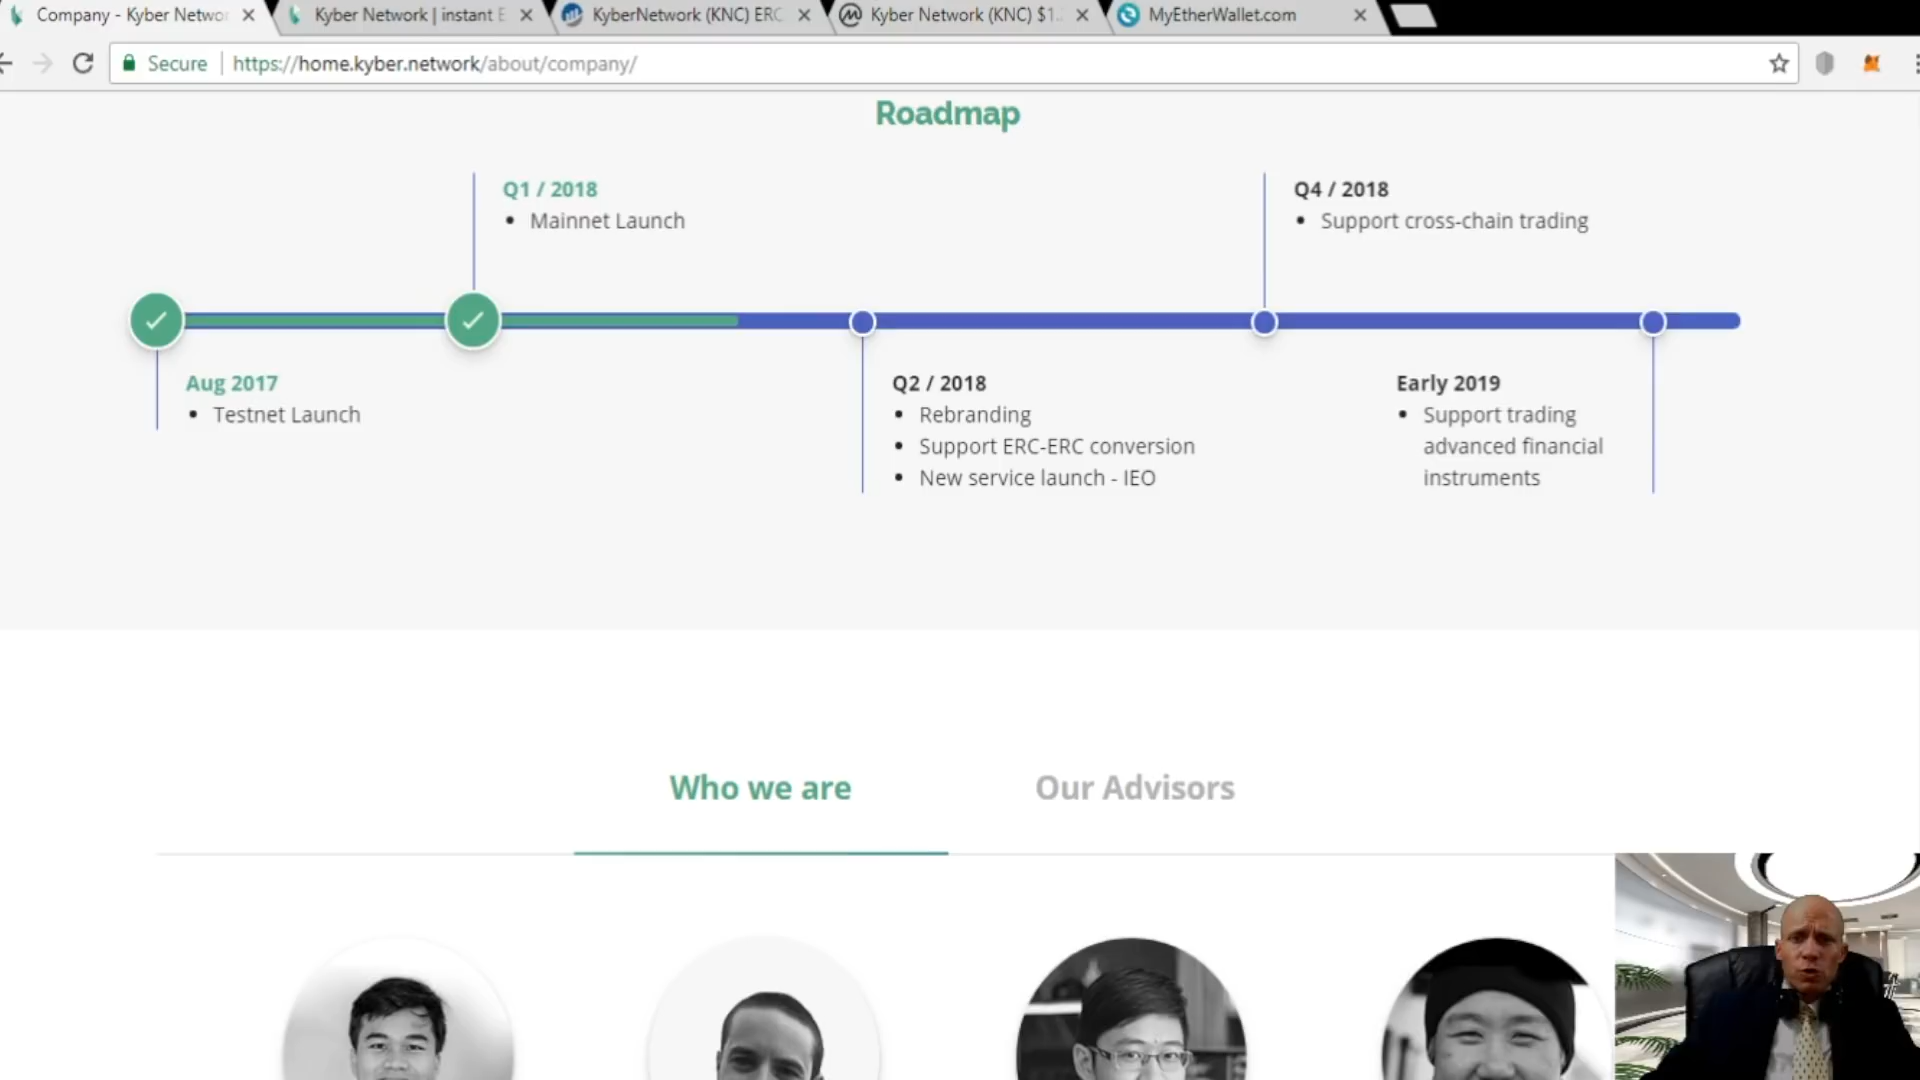 Company - Kyber Networ
Kyber Network | instant E
KyberNetwork (KNC) ERC
Kyber Network (KNC) $1.
MyEtherWallet.com
Secure
https://home.kyber.network/about/company/
Roadmap
Q1 / 2018
• Mainnet Launch
Q4 / 2018
• Support cross-chain trading
Aug 2017
• Testnet Launch
Q2 / 2018
• Rebranding
• Support ERC-ERC conversion
• New service launch - IEO
Early 2019
• Support trading
advanced financial
instruments
Who we are
Our Advisors